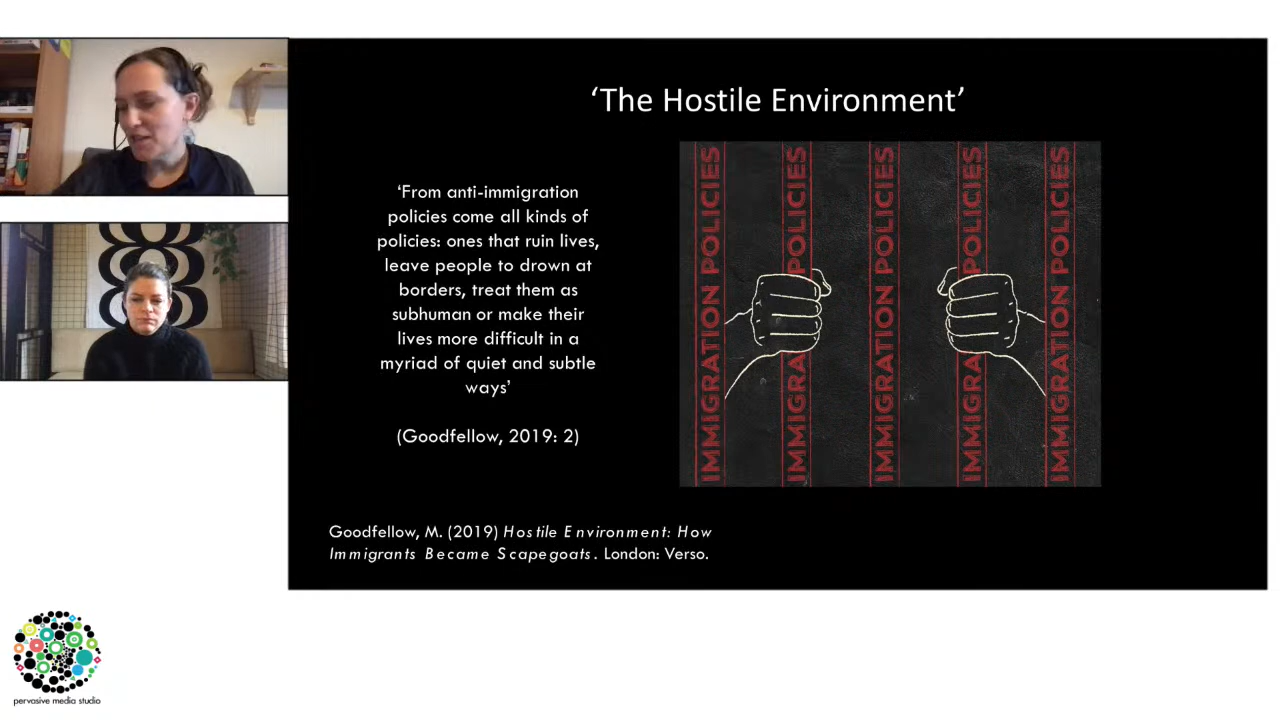 ‘The Hostile Environment’
‘From anti-immigration
policies come all kinds of
policies: ones that ruin lives,
leave people to drown at
borders, treat them as
subhuman or make their
lives more difficult in a
myriad of quiet and subtle
ways’
(Goodfellow, 2019: 2)
IMMIGRATION POLICIES
IMMIGRATION POLICIES
IMMIGRATION POLICIES
IMMIGRATION POLICIES
IMMIGRATION POLICIES
Goodfellow, M. (2019) Hostile Environment: How
Immigrants Became Scapegoats. London: Verso.
pervasive media studio